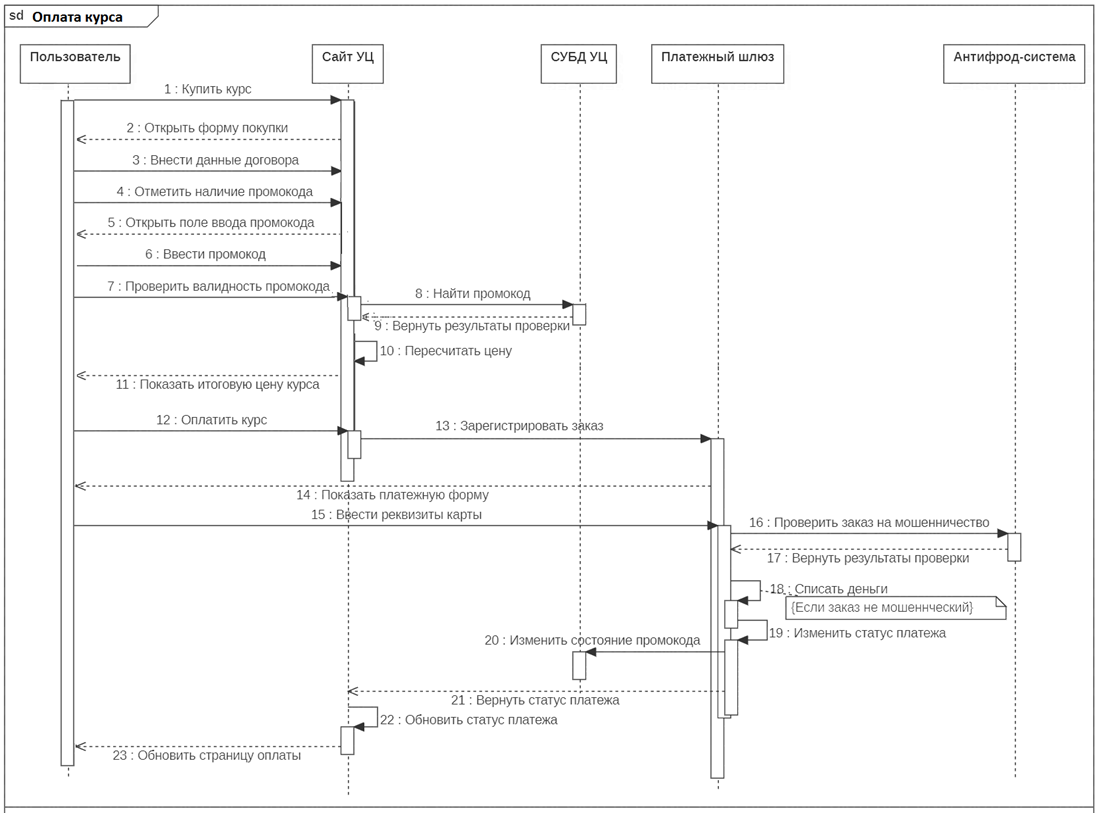 sd Оплата курса
Пользователь
Сайт УЦ
СУБД УЦ
Платежный шлюз
Антифрод-система
1 : Купить курс
2 : Открыть форму покупки
3 : Внести данные договора
4 : Отметить наличие промокода
5 : Открыть поле ввода промокода
6 : Ввести промокод
7 : Проверить валидность промокода
8 : Найти промокод
9 : Вернуть результаты проверки
10 : Пересчитать цену
11 : Показать итоговую цену курса
12 : Оплатить курс
13 : Зарегистрировать заказ
14 : Показать платежную форму
15 : Ввести реквизиты карты
16 : Проверить заказ на мошенничество
17 : Вернуть результаты проверки
18 : Списать деньги
{Если заказ не мошеннческий}
19 : Изменить статус платежа
20 : Изменить состояние промокода
21 : Вернуть статус платежа
22 : Обновить статус платежа
23 : Обновить страницу оплаты